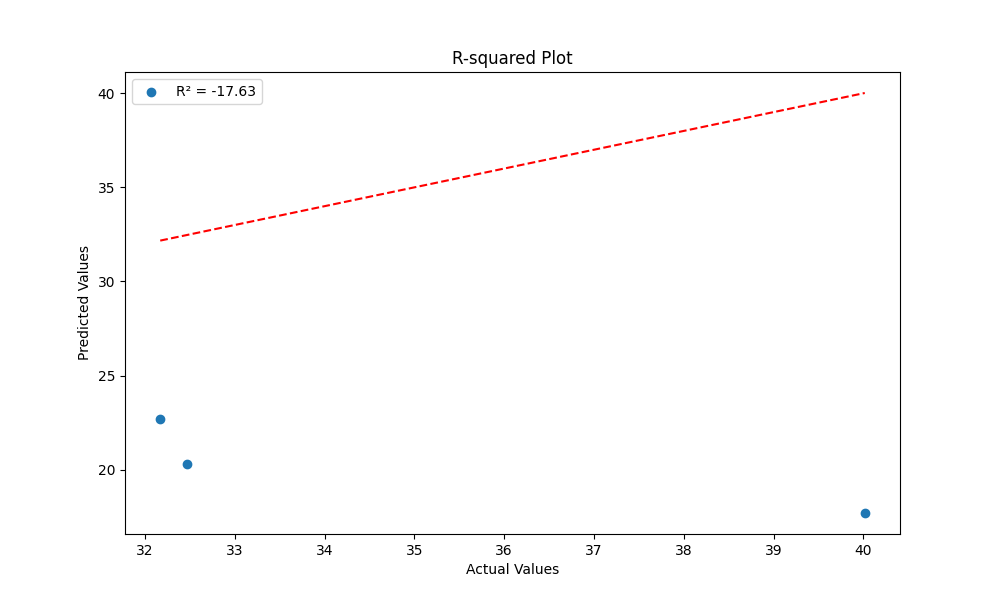 R-squared Plot
R² = -17.63
40
35
30
25
20
Predicted Values
32 33 34 35 36 37 38 39 40
Actual Values